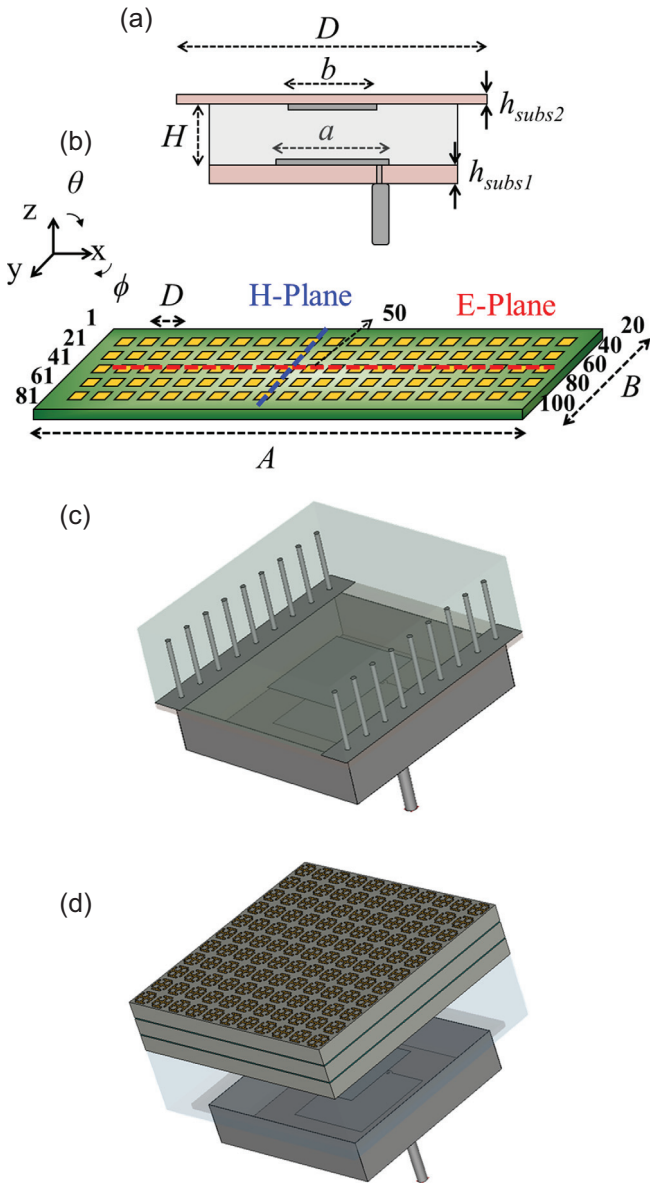 (a)
D
b
h_subs2
H
a
h_subs1
(b)
θ
z
x
y
ϕ
D
H-Plane
50
E-Plane
1
21
41
61
81
20
40
60
80
100
B
A
(c)
(d)